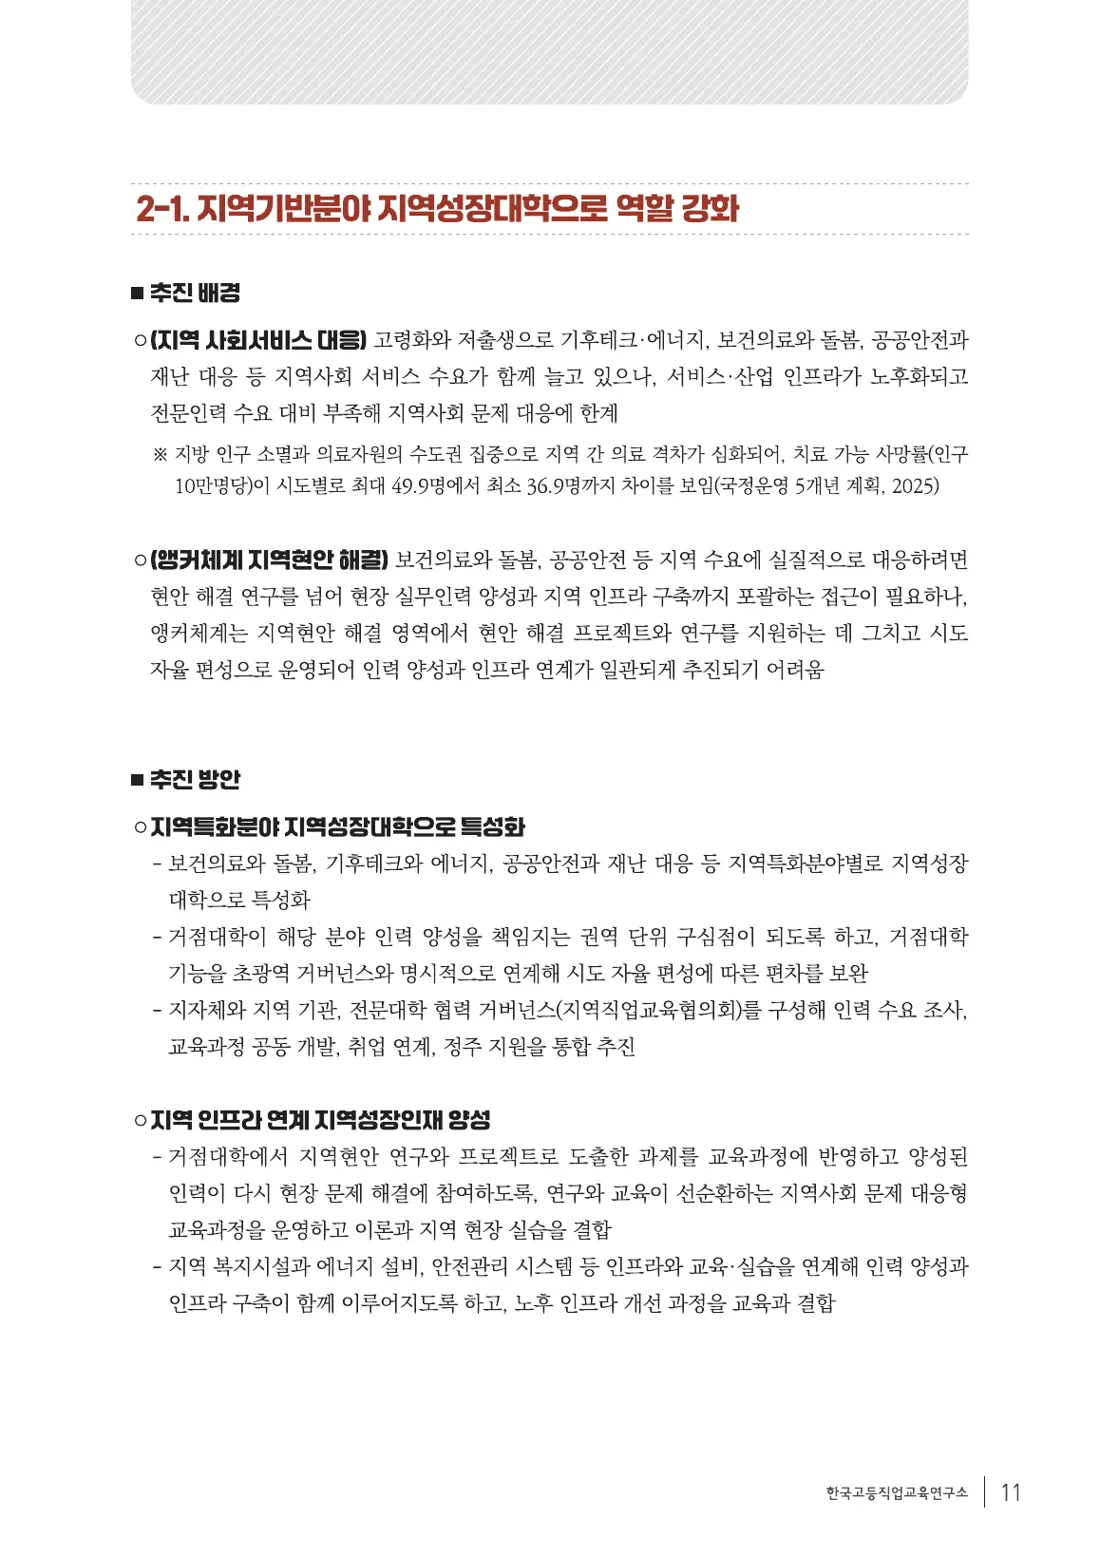 2-1. 지역기반분야 지역성장대학으로 역할 강화
■ 추진 배경
○(지역 사회서비스 대응) 고령화와 저출생으로 기후테크·에너지, 보건의료와 돌봄, 공공안전과
재난 대응 등 지역사회 서비스 수요가 함께 늘고 있으나, 서비스·산업 인프라가 노후화되고
전문인력 수요 대비 부족해 지역사회 문제 대응에 한계
※ 지방 인구 소멸과 의료자원의 수도권 집중으로 지역 간 의료 격차가 심화되어, 치료 가능 사망률(인구
10만명당)이 시도별로 최대 49.9명에서 최소 36.9명까지 차이를 보임(국정운영 5개년 계획, 2025)
○(앵커체계 지역현안 해결) 보건의료와 돌봄, 공공안전 등 지역 수요에 실질적으로 대응하려면
현안 해결 연구를 넘어 현장 실무인력 양성과 지역 인프라 구축까지 포괄하는 접근이 필요하나,
앵커체계는 지역현안 해결 영역에서 현안 해결 프로젝트와 연구를 지원하는 데 그치고 시도
자율 편성으로 운영되어 인력 양성과 인프라 연계가 일관되게 추진되기 어려움
■ 추진 방안
○지역특화분야 지역성장대학으로 특성화
- 보건의료와 돌봄, 기후테크와 에너지, 공공안전과 재난 대응 등 지역특화분야별로 지역성장
대학으로 특성화
- 거점대학이 해당 분야 인력 양성을 책임지는 권역 단위 구심점이 되도록 하고, 거점대학
기능을 초광역 거버넌스와 명시적으로 연계해 시도 자율 편성에 따른 편차를 보완
- 지자체와 지역 기관, 전문대학 협력 거버넌스(지역직업교육협의회)를 구성해 인력 수요 조사,
교육과정 공동 개발, 취업 연계, 정주 지원을 통합 추진
○지역 인프라 연계 지역성장인재 양성
- 거점대학에서 지역현안 연구와 프로젝트로 도출한 과제를 교육과정에 반영하고 양성된
인력이 다시 현장 문제 해결에 참여하도록, 연구와 교육이 선순환하는 지역사회 문제 대응형
교육과정을 운영하고 이론과 지역 현장 실습을 결합
- 지역 복지시설과 에너지 설비, 안전관리 시스템 등 인프라와 교육·실습을 연계해 인력 양성과
인프라 구축이 함께 이루어지도록 하고, 노후 인프라 개선 과정을 교육과 결합
한국고등직업교육연구소 11